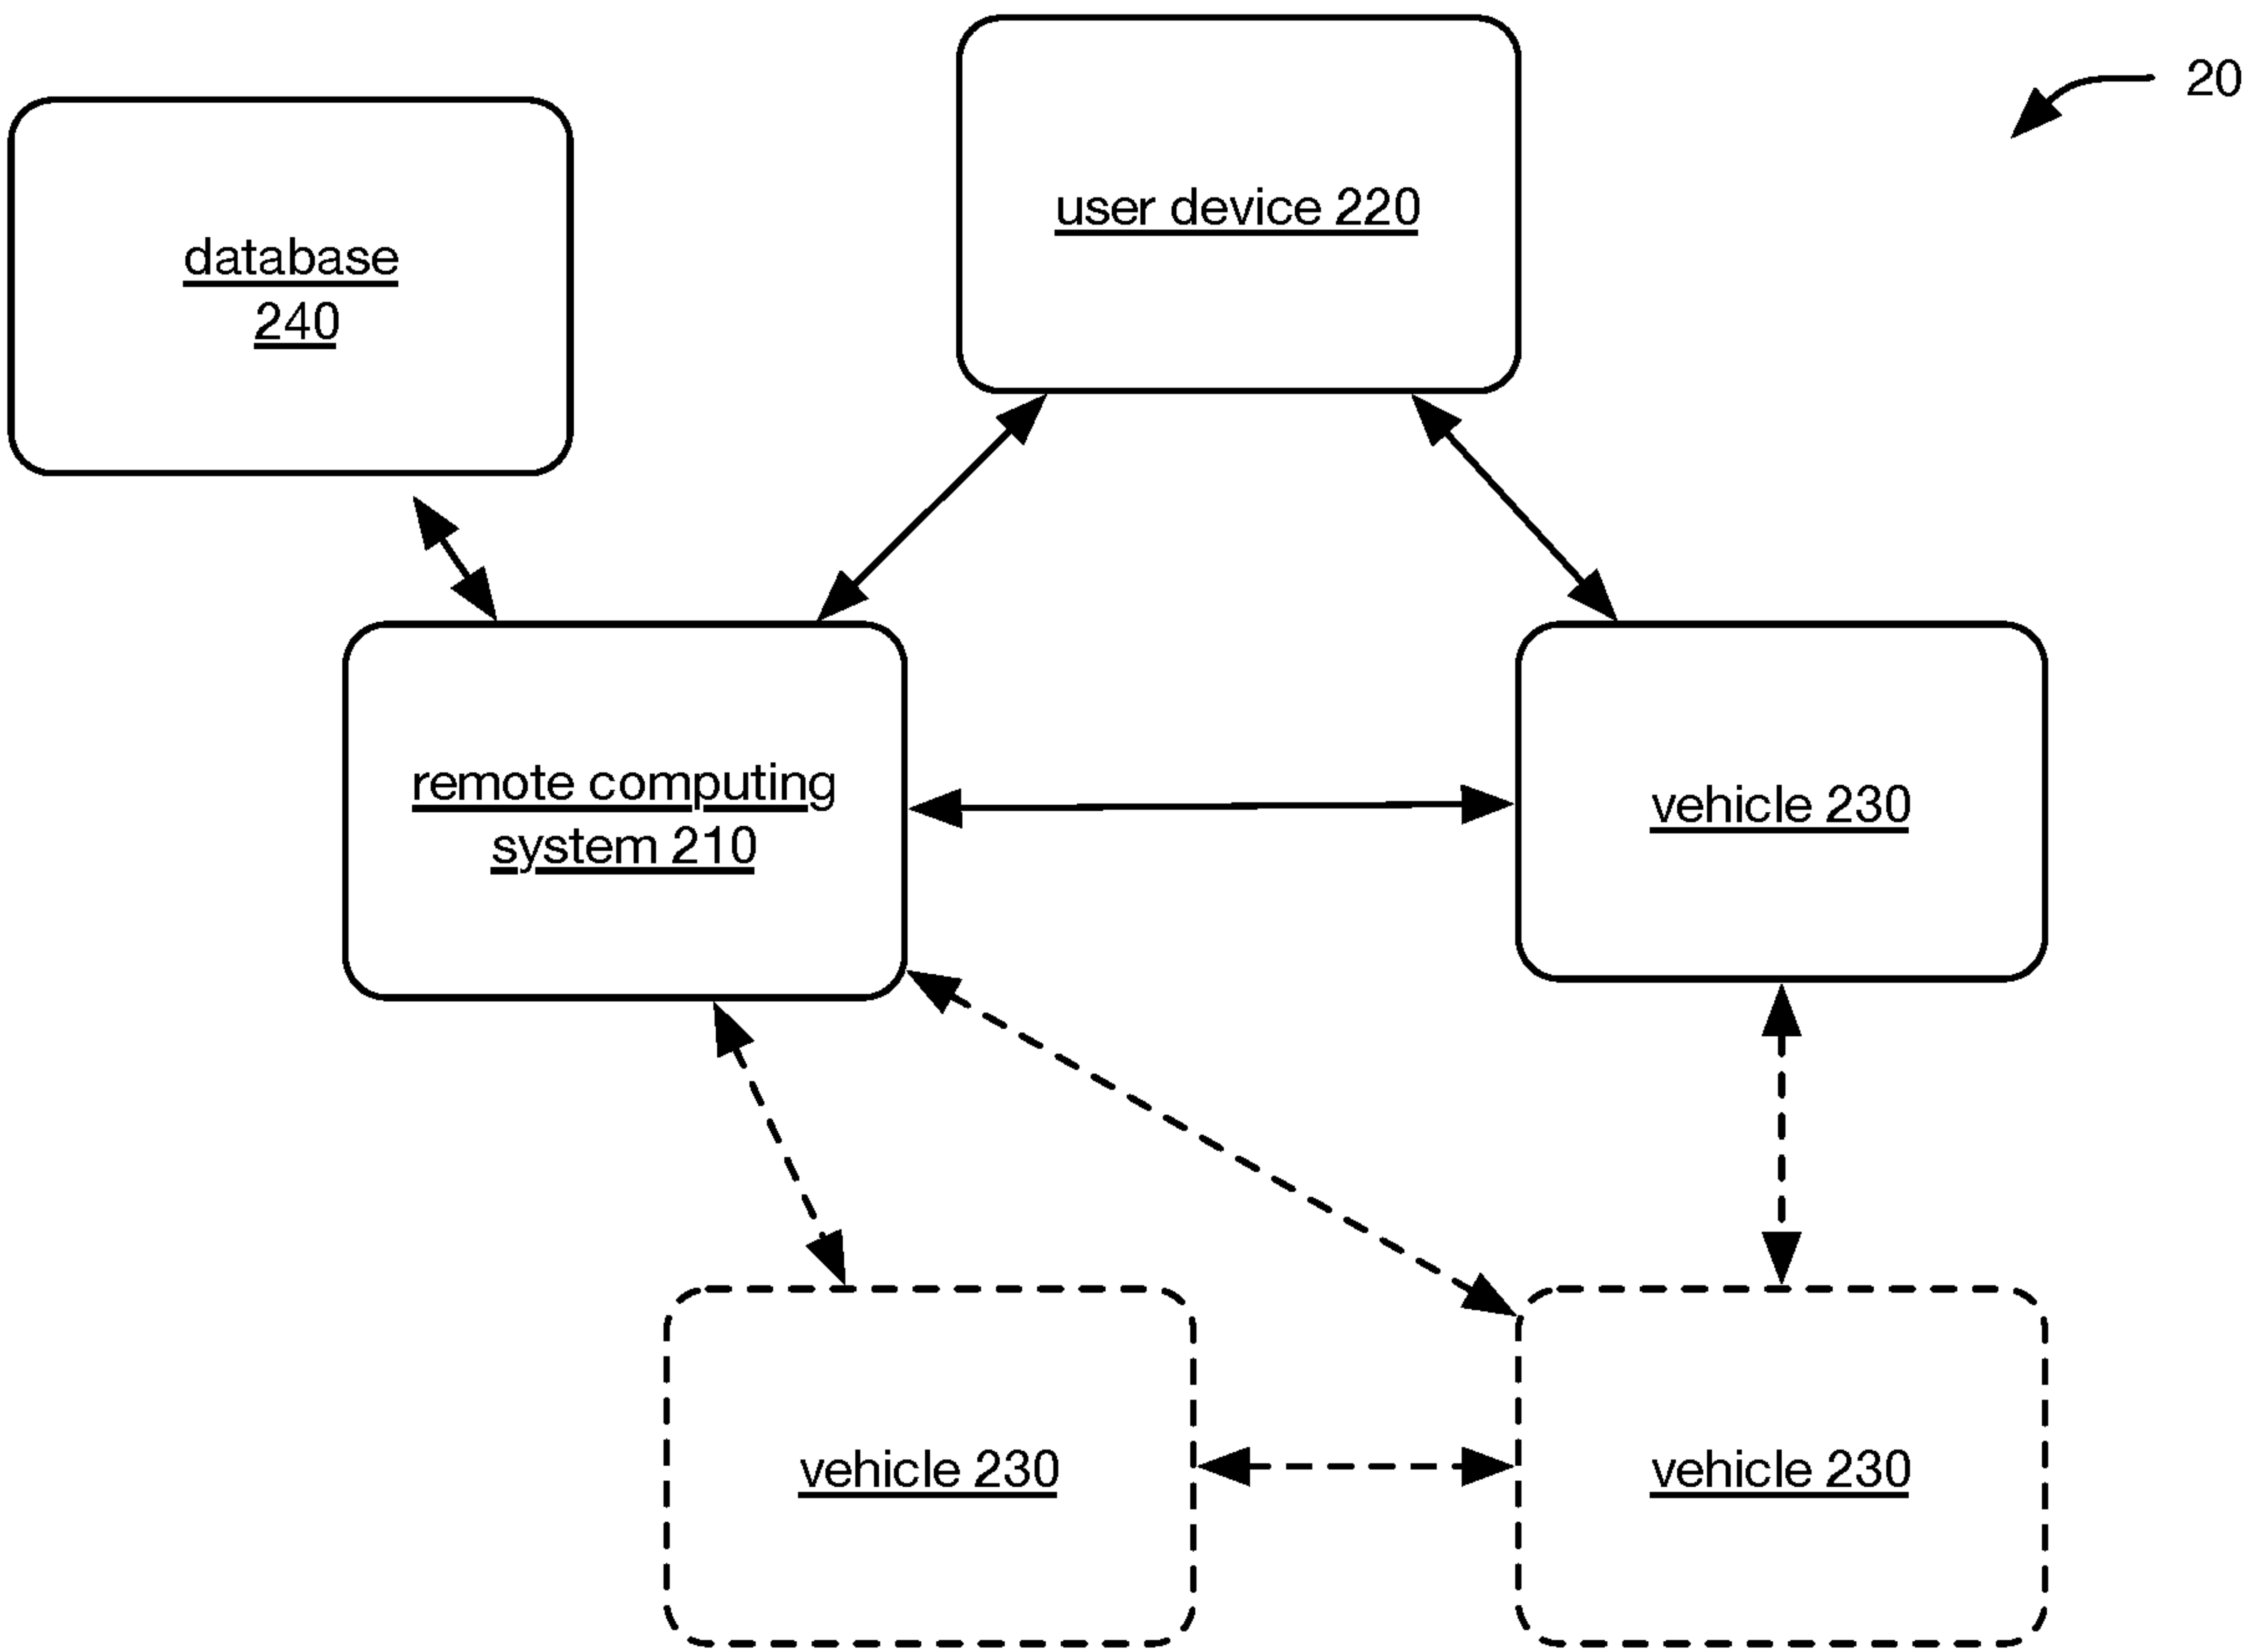 20
user device 220
database
240
remote computing
system 210
vehicle 230
vehicle 230
vehicle 230